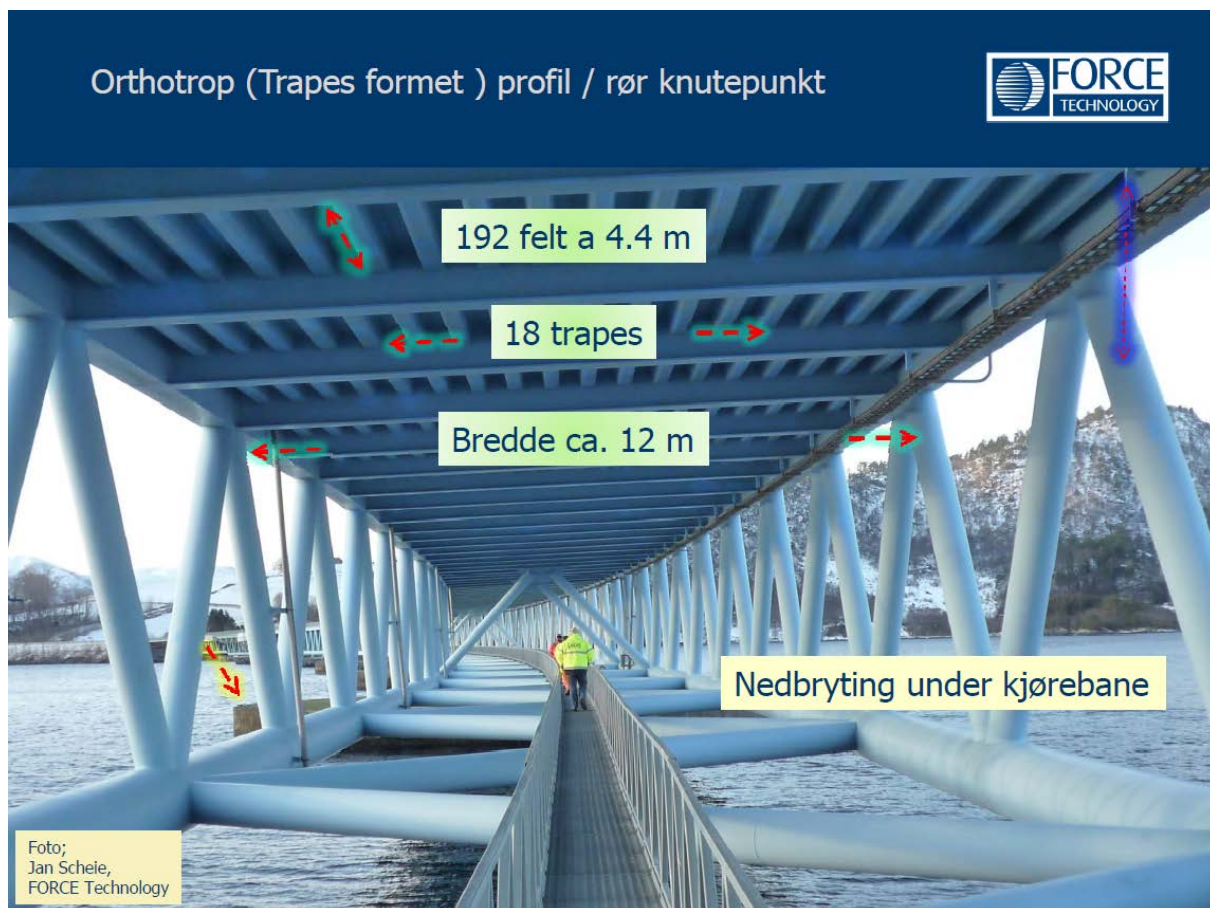 Orthotrop (Trapes formet ) profil / rør knutepunkt
FORCE
TECHNOLOGY
192 felt a 4.4 m
18 trapes
Bredde ca. 12 m
Nedbryting under kjørebane
Foto;
Jan Scheie,
FORCE Technology